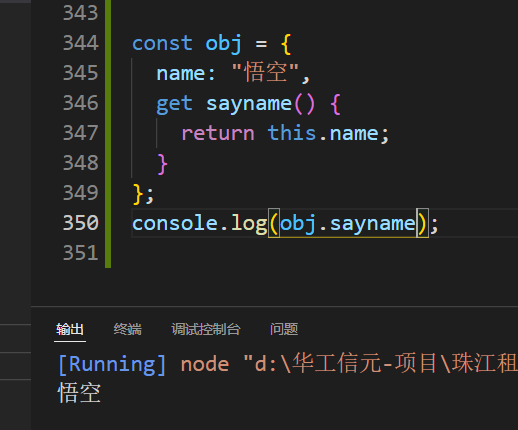 343
344 const obj = {
345 name: "悟空",
346 get sayname() {
347 return this.name;
348 }
349 };
350 console.log(obj.sayname);
351
输出 终端 调试控制台 问题
[Running] node "d:\华工信元-项目\珠江租
悟空